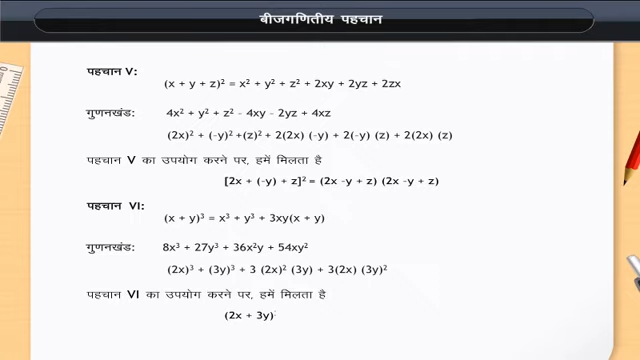 बीजगणितीय पहचान
पहचान V:
(x + y + z)² = x² + y² + z² + 2xy + 2yz + 2zx
गुणनखंड: 4x² + y² + z² - 4xy - 2yz + 4xz
(2x)² + (-y)² +(z)² + 2(2x) (-y) + 2(-y) (z) + 2(2x) (z)
पहचान V का उपयोग करने पर, हमें मिलता है
[2x + (-y) + z]² = (2x -y + z) (2x -y + z)
पहचान VI:
(x + y)³ = x³ + y³ + 3xy(x + y)
गुणनखंड: 8x³ + 27y³ + 36x²y + 54xy²
(2x)³ + (3y)³ + 3 (2x)² (3y) + 3(2x) (3y)²
पहचान VI का उपयोग करने पर, हमें मिलता है
(2x + 3y)